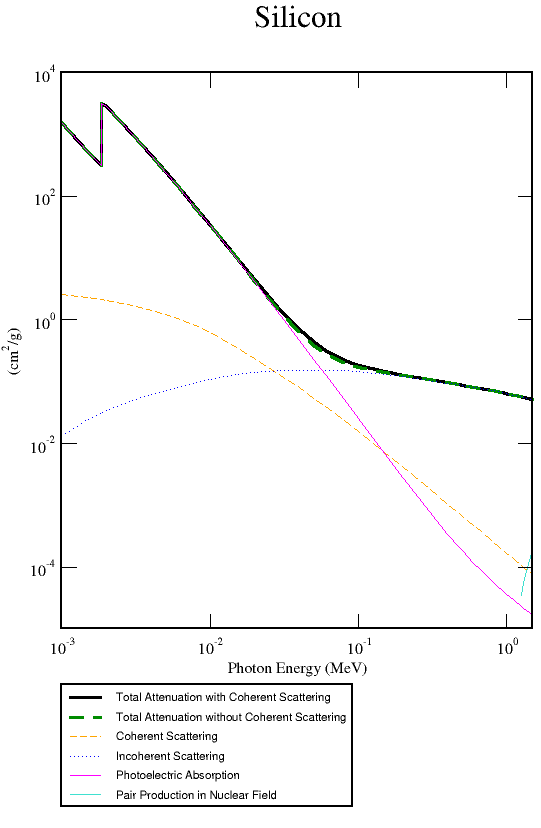 Silicon
10^4
10^2
10^0
10^-2
10^-4
(cm^2/g)
10^-3 10^-2 10^-1 10^0
Photon Energy (MeV)
Total Attenuation with Coherent Scattering
Total Attenuation without Coherent Scattering
Coherent Scattering
Incoherent Scattering
Photoelectric Absorption
Pair Production in Nuclear Field